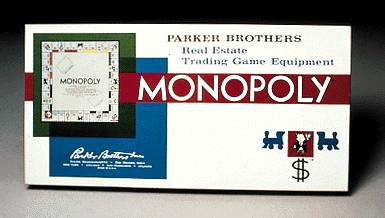 PARKER BROTHERS
Real Estate
Trading Game Equipment
MONOPOLY
MONOPOLY
Parker Brothers Inc.
$